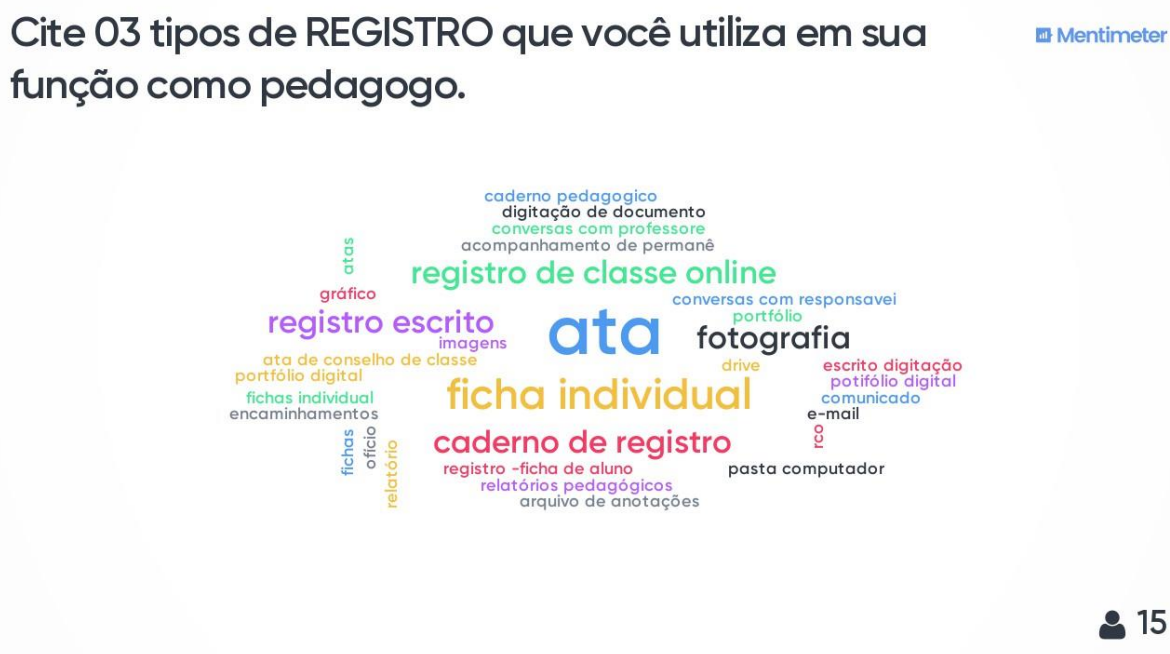 Cite 03 tipos de REGISTRO que você utiliza em sua
função como pedagogo.
Mentimeter
caderno pedagogico
digitação de documento
conversas com professore
acompanhamento de permanê
atas
registro de classe online
gráfico
conversas com responsavei
portfólio
registro escrito
ata
fotografia
imagens
ata de conselho de classe
drive
escrito digitação
portfólio digital
potifólio digital
ficha individual
fichas individual
comunicado
encaminhamentos
e-mail
rco
fichas
ofício
relatório
caderno de registro
registro -ficha de aluno
pasta computador
relatórios pedagógicos
arquivo de anotações
15